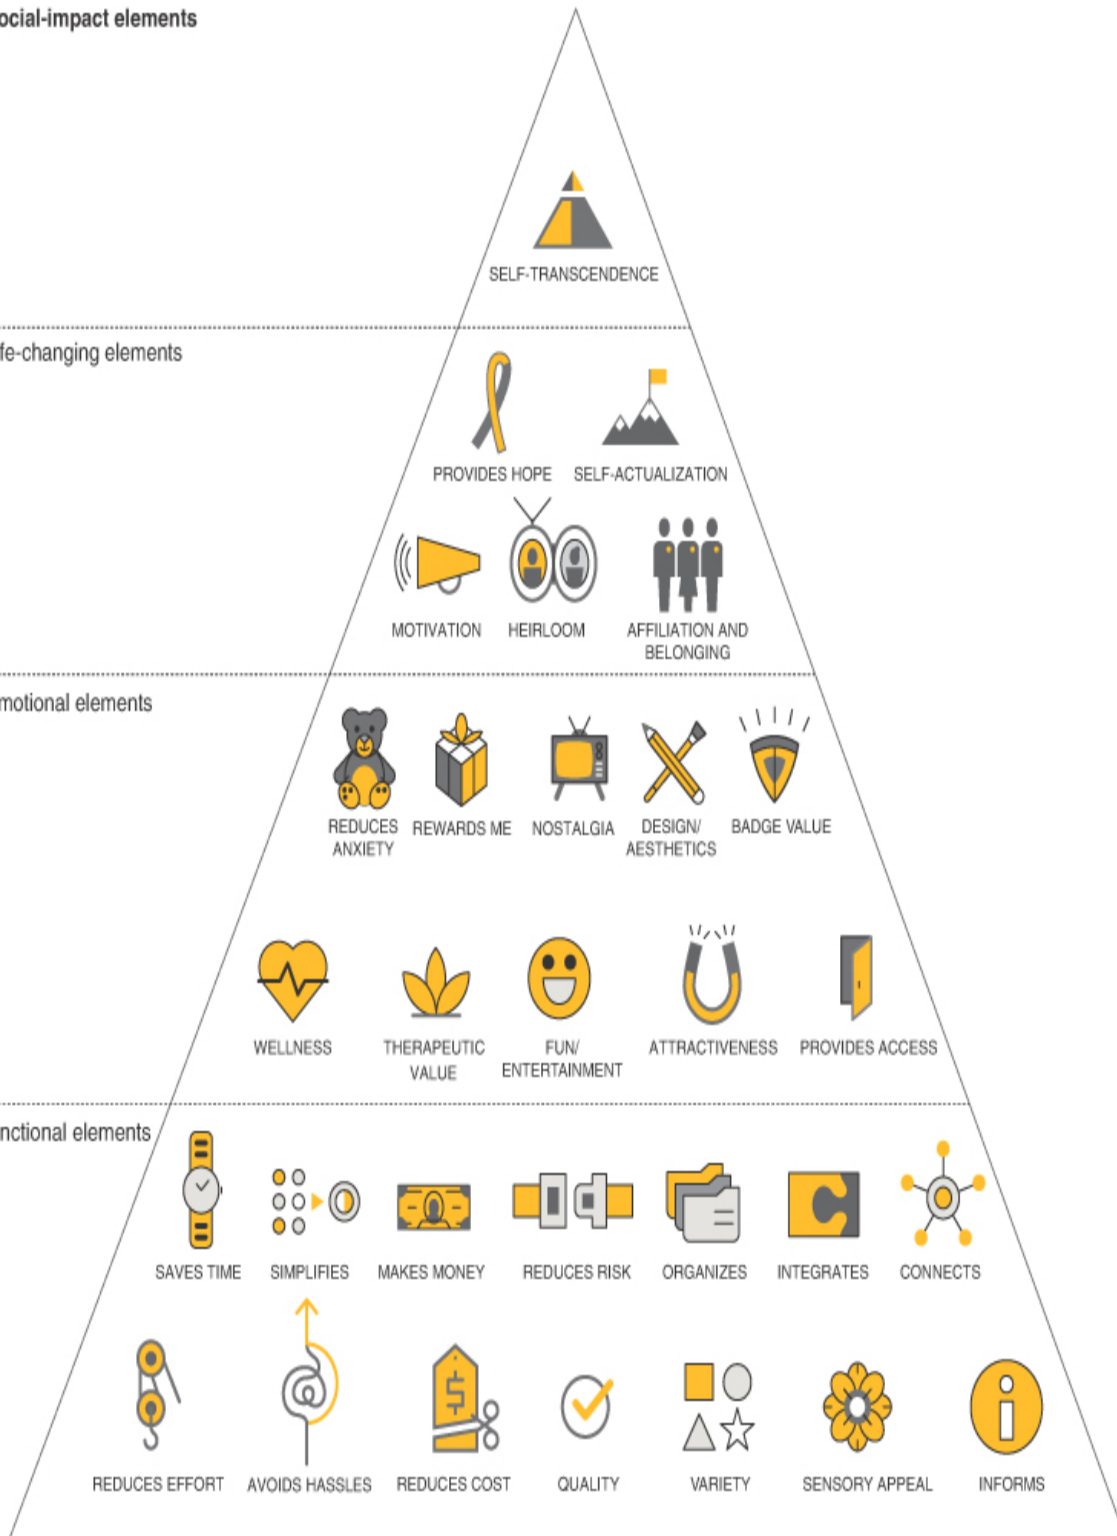 ocial-impact elements
SELF-TRANSCENDENCE
fe-changing elements
PROVIDES HOPE
SELF-ACTUALIZATION
MOTIVATION
HEIRLOOM
AFFILIATION AND
BELONGING
motional elements
REDUCES
ANXIETY
REWARDS ME
NOSTALGIA
DESIGN/
AESTHETICS
BADGE VALUE
WELLNESS
THERAPEUTIC
VALUE
FUN/
ENTERTAINMENT
ATTRACTIVENESS
PROVIDES ACCESS
nctional elements
SAVES TIME
SIMPLIFIES
MAKES MONEY
REDUCES RISK
ORGANIZES
INTEGRATES
CONNECTS
REDUCES EFFORT
AVOIDS HASSLES
$
REDUCES COST
QUALITY
VARIETY
SENSORY APPEAL
i
INFORMS